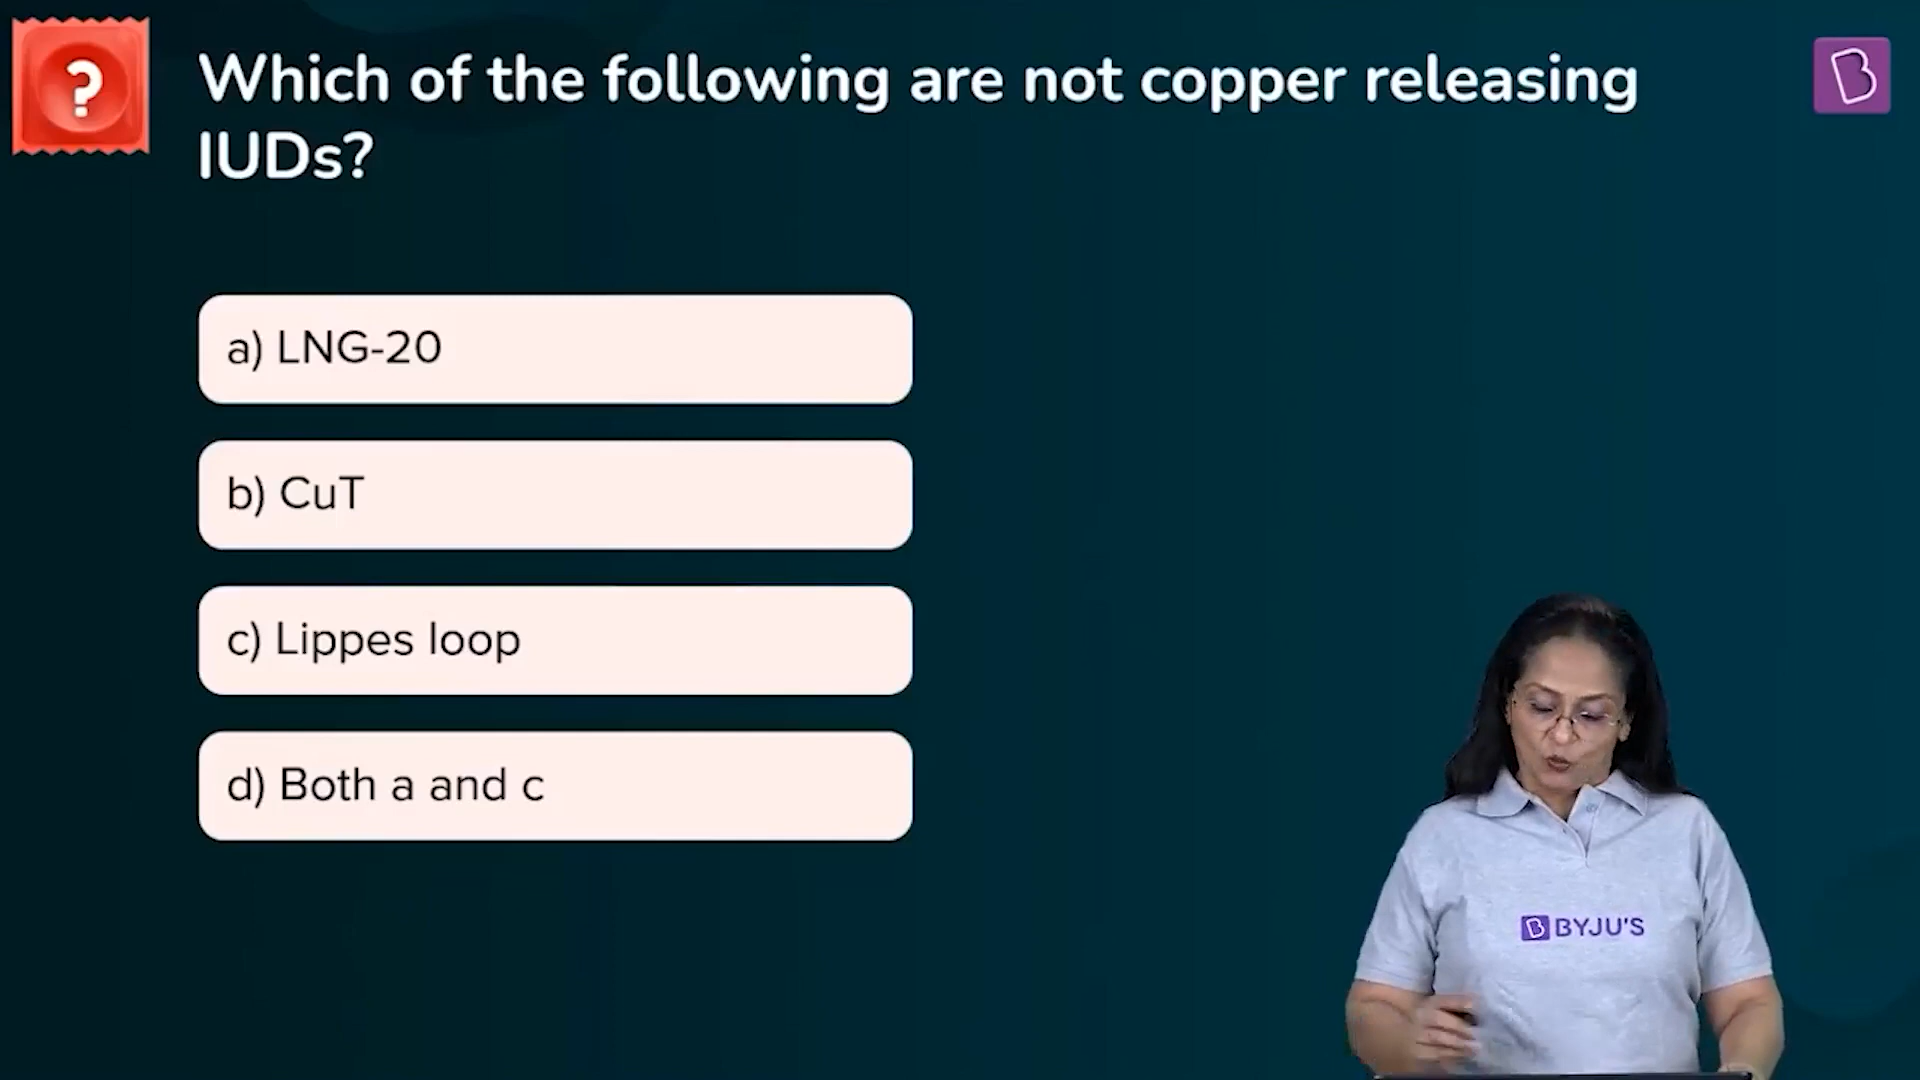 ?
Which of the following are not copper releasing
IUDs?
a) LNG-20
b) CuT
c) Lippes loop
d) Both a and c
B BYJU'S